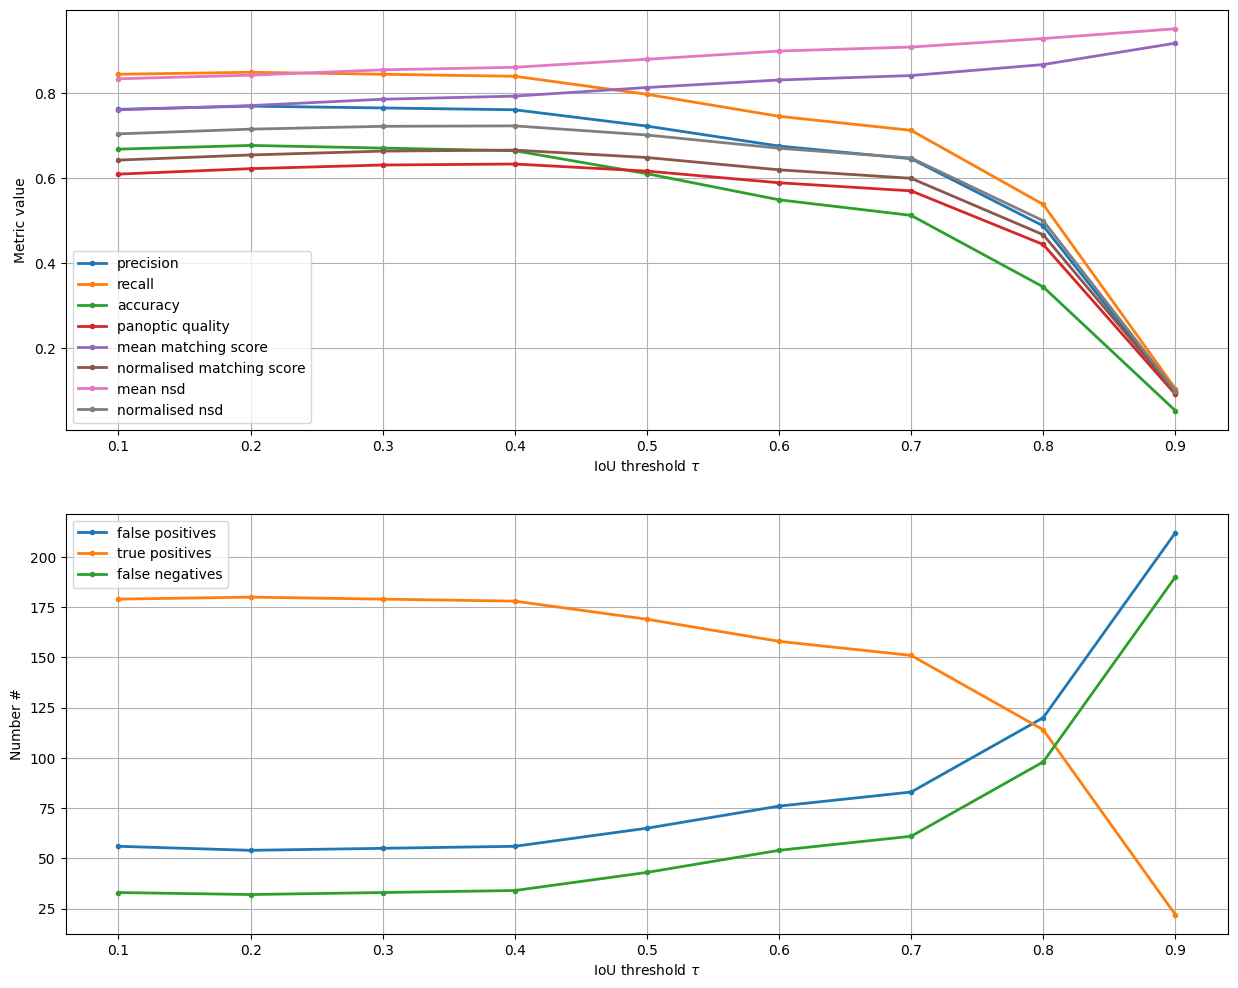 0.8
0.6
0.4
0.2
Metric value
precision
recall
accuracy
panoptic quality
mean matching score
normalised matching score
mean nsd
normalised nsd
0.1 0.2 0.3 0.4 0.5 0.6 0.7 0.8 0.9
IoU threshold τ
200
175
150
125
100
75
50
25
Number #
false positives
true positives
false negatives
0.1 0.2 0.3 0.4 0.5 0.6 0.7 0.8 0.9
IoU threshold τ